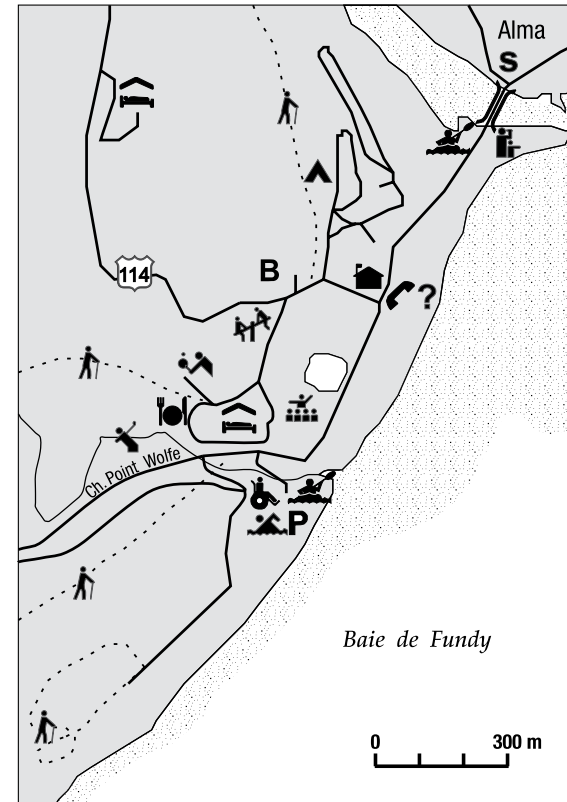 Alma
S
114
B
?
Ch. Point Wolfe
P
Baie de Fundy
0 300 m